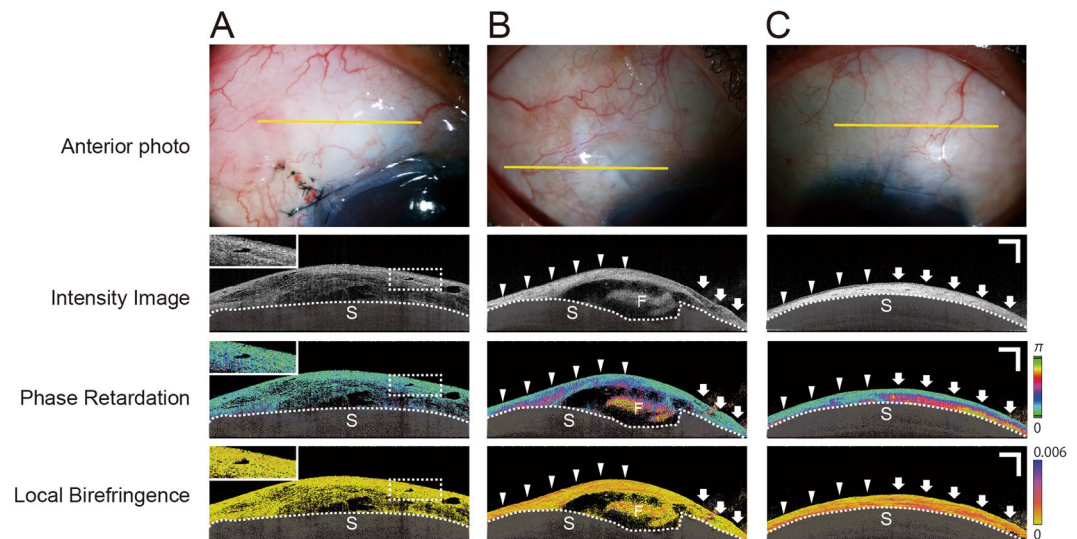 A B C
Anterior photo
Intensity Image
S
F
S
S
Phase Retardation
S
F
S
S
π
0
Local Birefringence
S
F
S
S
0.006
0